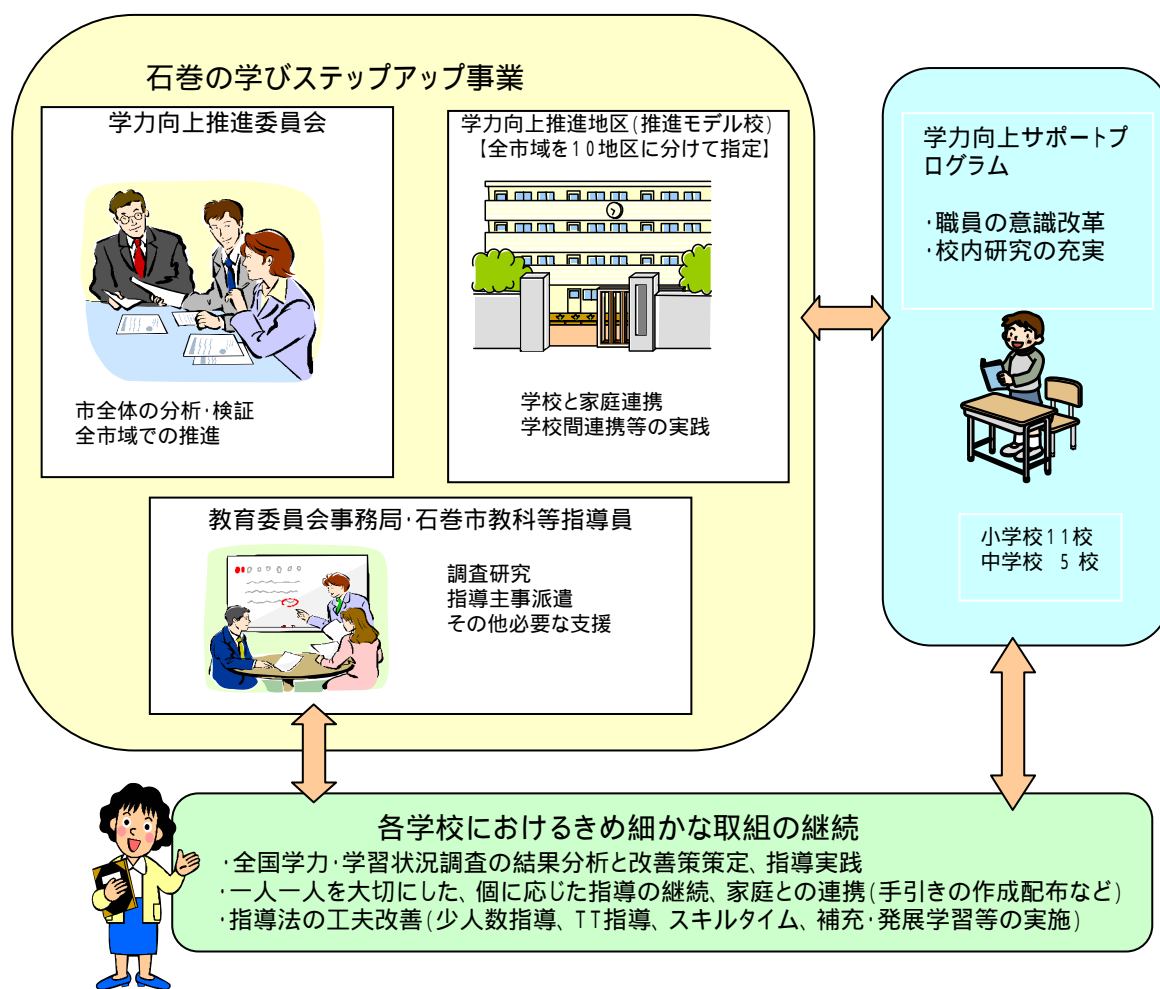 石巻の学びステップアップ事業
学力向上推進委員会
市全体の分析・検証
全市域での推進
学力向上推進地区(推進モデル校)
【全市域を10地区に分けて指定】
学校と家庭連携
学校間連携等の実践
教育委員会事務局・石巻市教科等指導員
調査研究
指導主事派遣
その他必要な支援
学力向上サポートプ
ログラム
・職員の意識改革
・校内研究の充実
小学校11校
中学校 5 校
各学校におけるきめ細かな取組の継続
・全国学力・学習状況調査の結果分析と改善策策定、指導実践
・一人一人を大切にした、個に応じた指導の継続、家庭との連携(手引きの作成配布など)
・指導法の工夫改善(少人数指導、TT指導、スキルタイム、補充・発展学習等の実施)